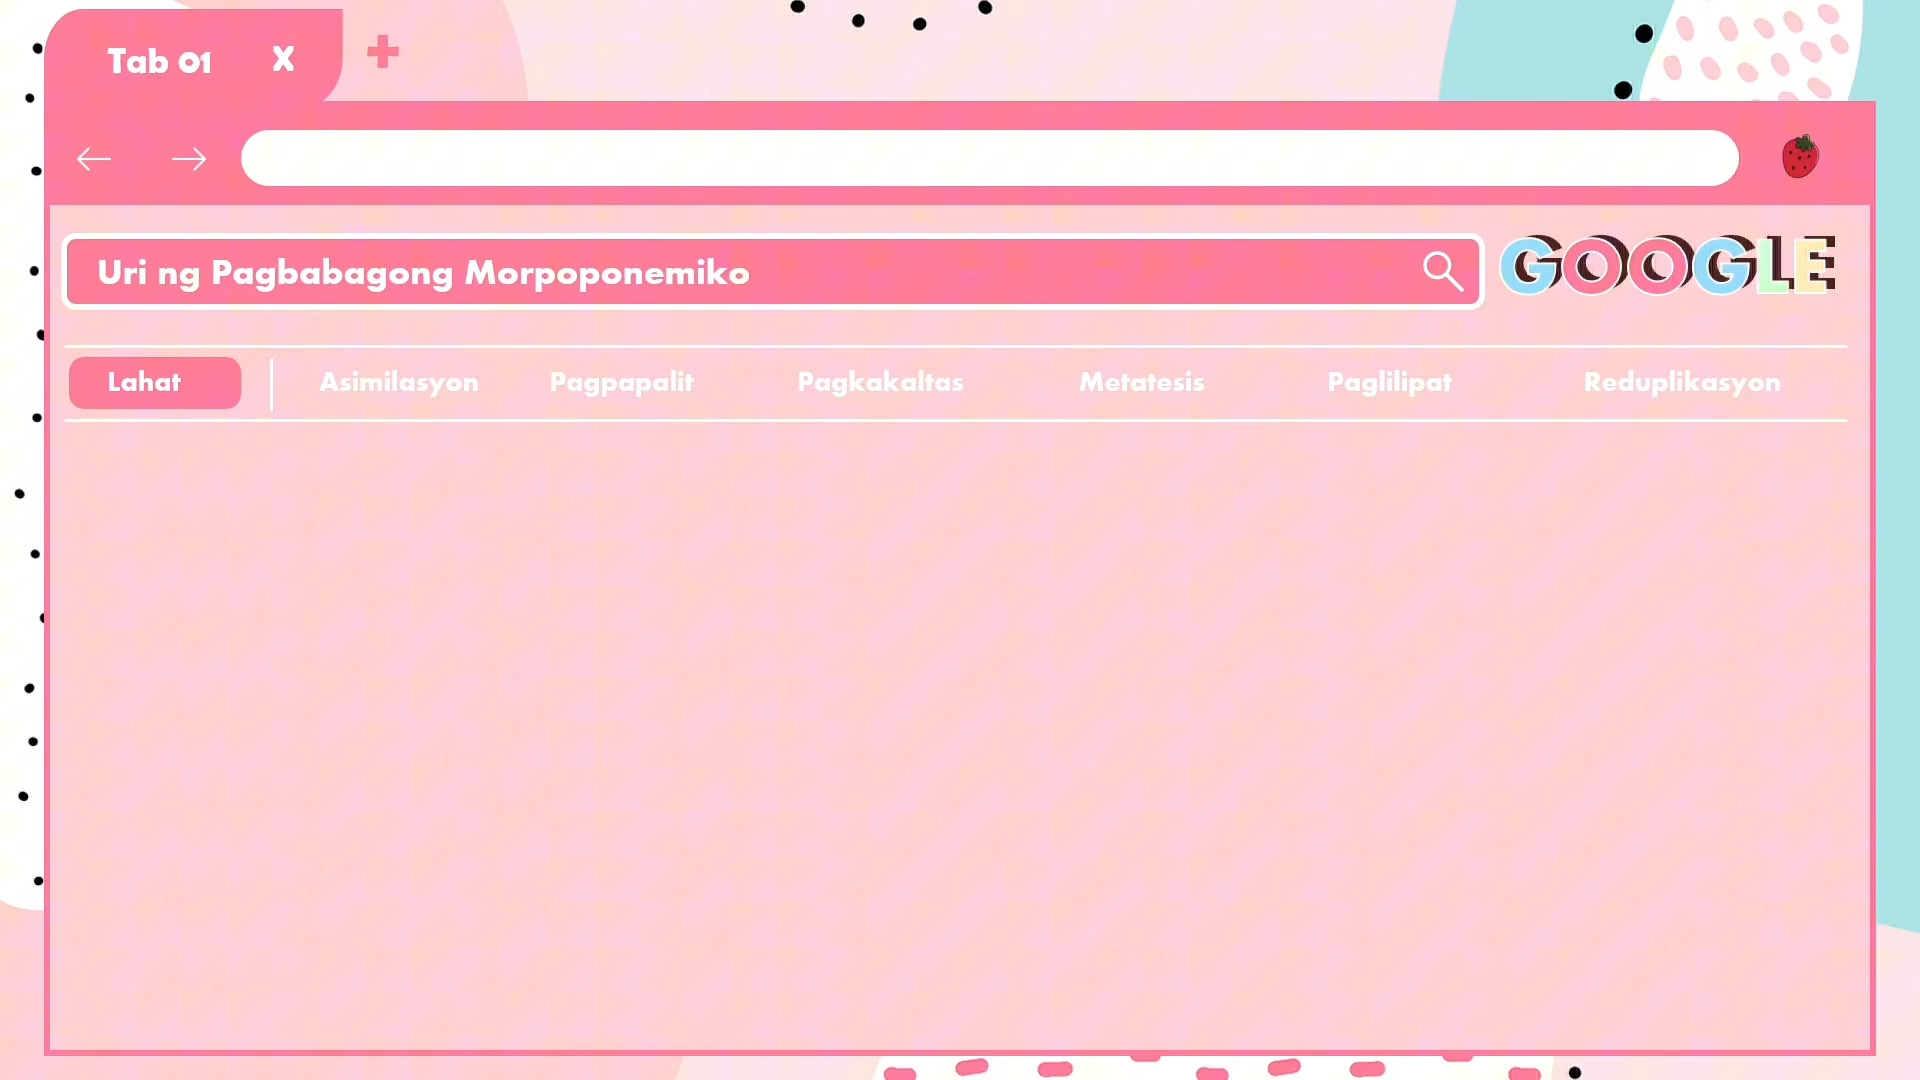 Tab 01 X
Uri ng Pagbabagong Morpoponemiko
GOOGLE
Lahat
Asimilasyon
Pagpapalit
Pagkakaltas
Metatesis
Paglilipat
Reduplikasyon